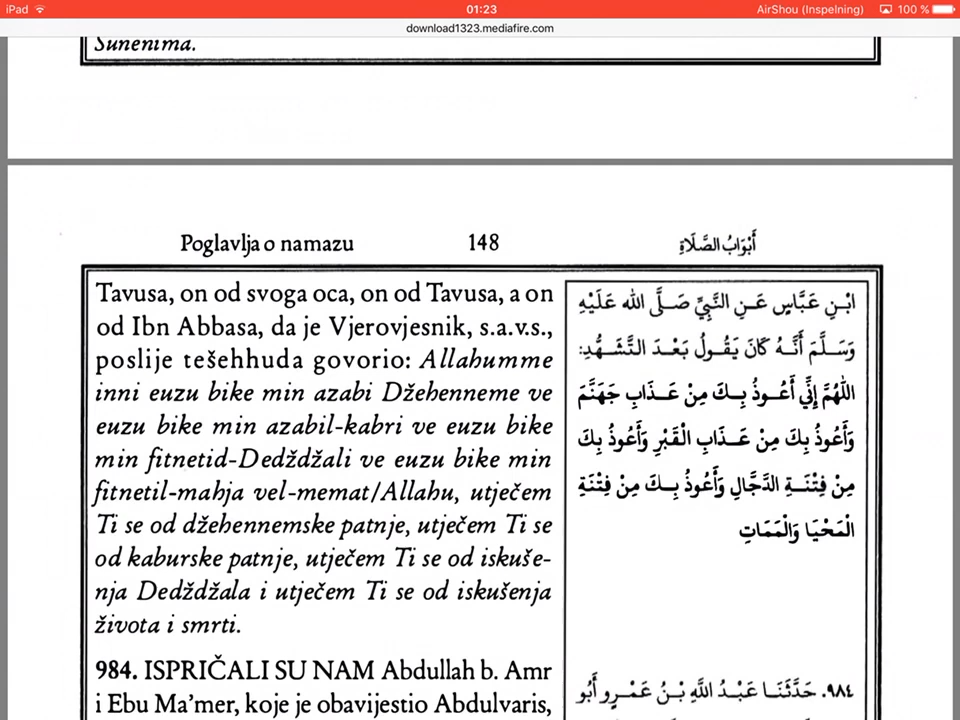 iPad 01:23 AirShou (Inspelning) 100 %
download1323.mediafire.com
Sunenima.
Poglavlja o namazu 148 أَبْوَابُ الصَّلَاةِ
Tavusa, on od svoga oca, on od Tavusa, a on
od Ibn Abbasa, da je Vjerovjesnik, s.a.v.s.,
poslije tešehhuda govorio: Allahumme
inni euzu bike min azabi Džehenneme ve
euzu bike min azabil-kabri ve euzu bike
min fitnetid-Dedždžali ve euzu bike min
fitnetil-mahja vel-memat/Allahu, utječem
Ti se od džehennemske patnje, utječem Ti se
od kaburske patnje, utječem Ti se od iskuše-
nja Dedždžala i utječem Ti se od iskušenja
života i smrti.
984. ISPRIČALI SU NAM Abdullah b. Amr
i Ebu Ma'mer, koje je obavijestio Abdulvaris,
ابْنِ عَبَّاسٍ عَنِ النَّبِيِّ صَلَّى الله عَلَيْهِ
وَسَلَّمَ أَنَّهُ كَانَ يَقُولُ بَعْدَ التَّشَهُّدِ:
اللَّهُمَّ إِنِّي أَعُوذُ بِكَ مِنْ عَذَابِ جَهَنَّمَ
وَأَعُوذُ بِكَ مِنْ عَذَابِ الْقَبْرِ وَأَعُوذُ بِكَ
مِنْ فِتْنَةِ الدَّجَّالِ وَأَعُوذُ بِكَ مِنْ فِتْنَةِ
الْمَحْيَا وَالْمَمَاتِ
٩٨٤. حَدَّثَنَا عَبْدُ اللَّهِ بْنُ عَمْرٍو أَبُو